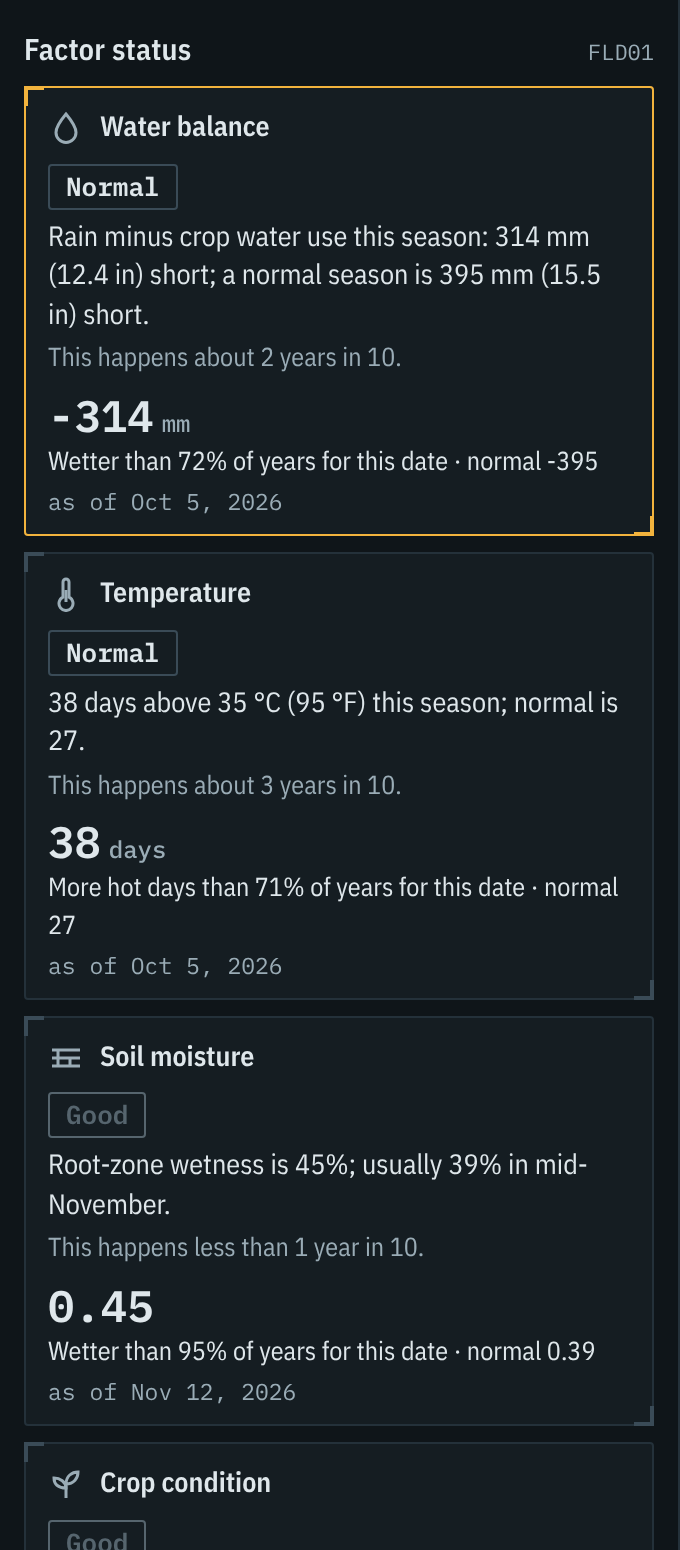 Factor status
FLD01
Water balance
Normal
Rain minus crop water use this season: 314 mm
(12.4 in) short; a normal season is 395 mm (15.5
in) short.
This happens about 2 years in 10.
-314 mm
Wetter than 72% of years for this date · normal -395
as of Oct 5, 2026
Temperature
Normal
38 days above 35 °C (95 °F) this season; normal is
27.
This happens about 3 years in 10.
38 days
More hot days than 71% of years for this date · normal
27
as of Oct 5, 2026
Soil moisture
Good
Root-zone wetness is 45%; usually 39% in mid-
November.
This happens less than 1 year in 10.
0.45
Wetter than 95% of years for this date · normal 0.39
as of Nov 12, 2026
Crop condition
Good